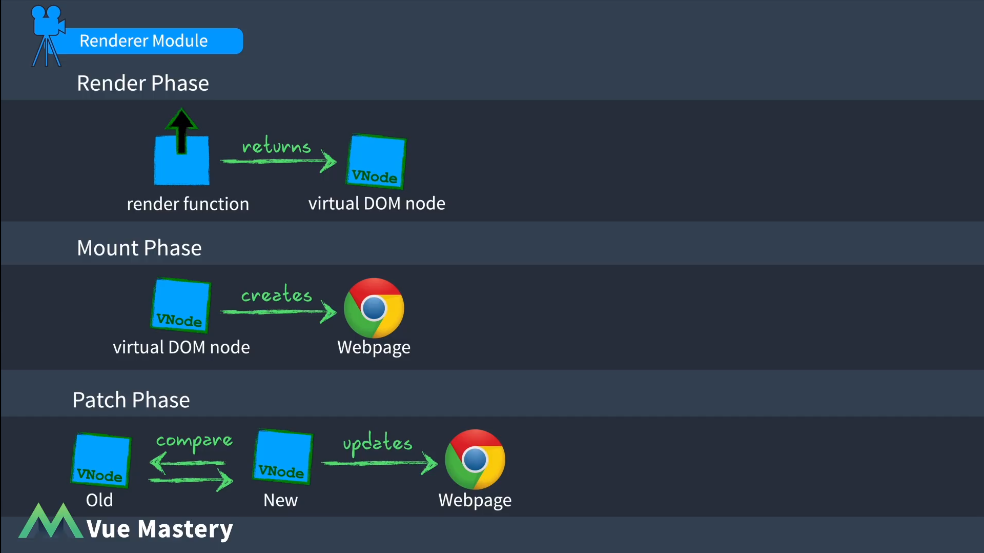 Renderer Module
Render Phase
returns
VNode
render function
virtual DOM node
Mount Phase
creates
VNode
virtual DOM node
Webpage
Patch Phase
compare
updates
VNode
VNode
Old
New
Webpage
Vue Mastery